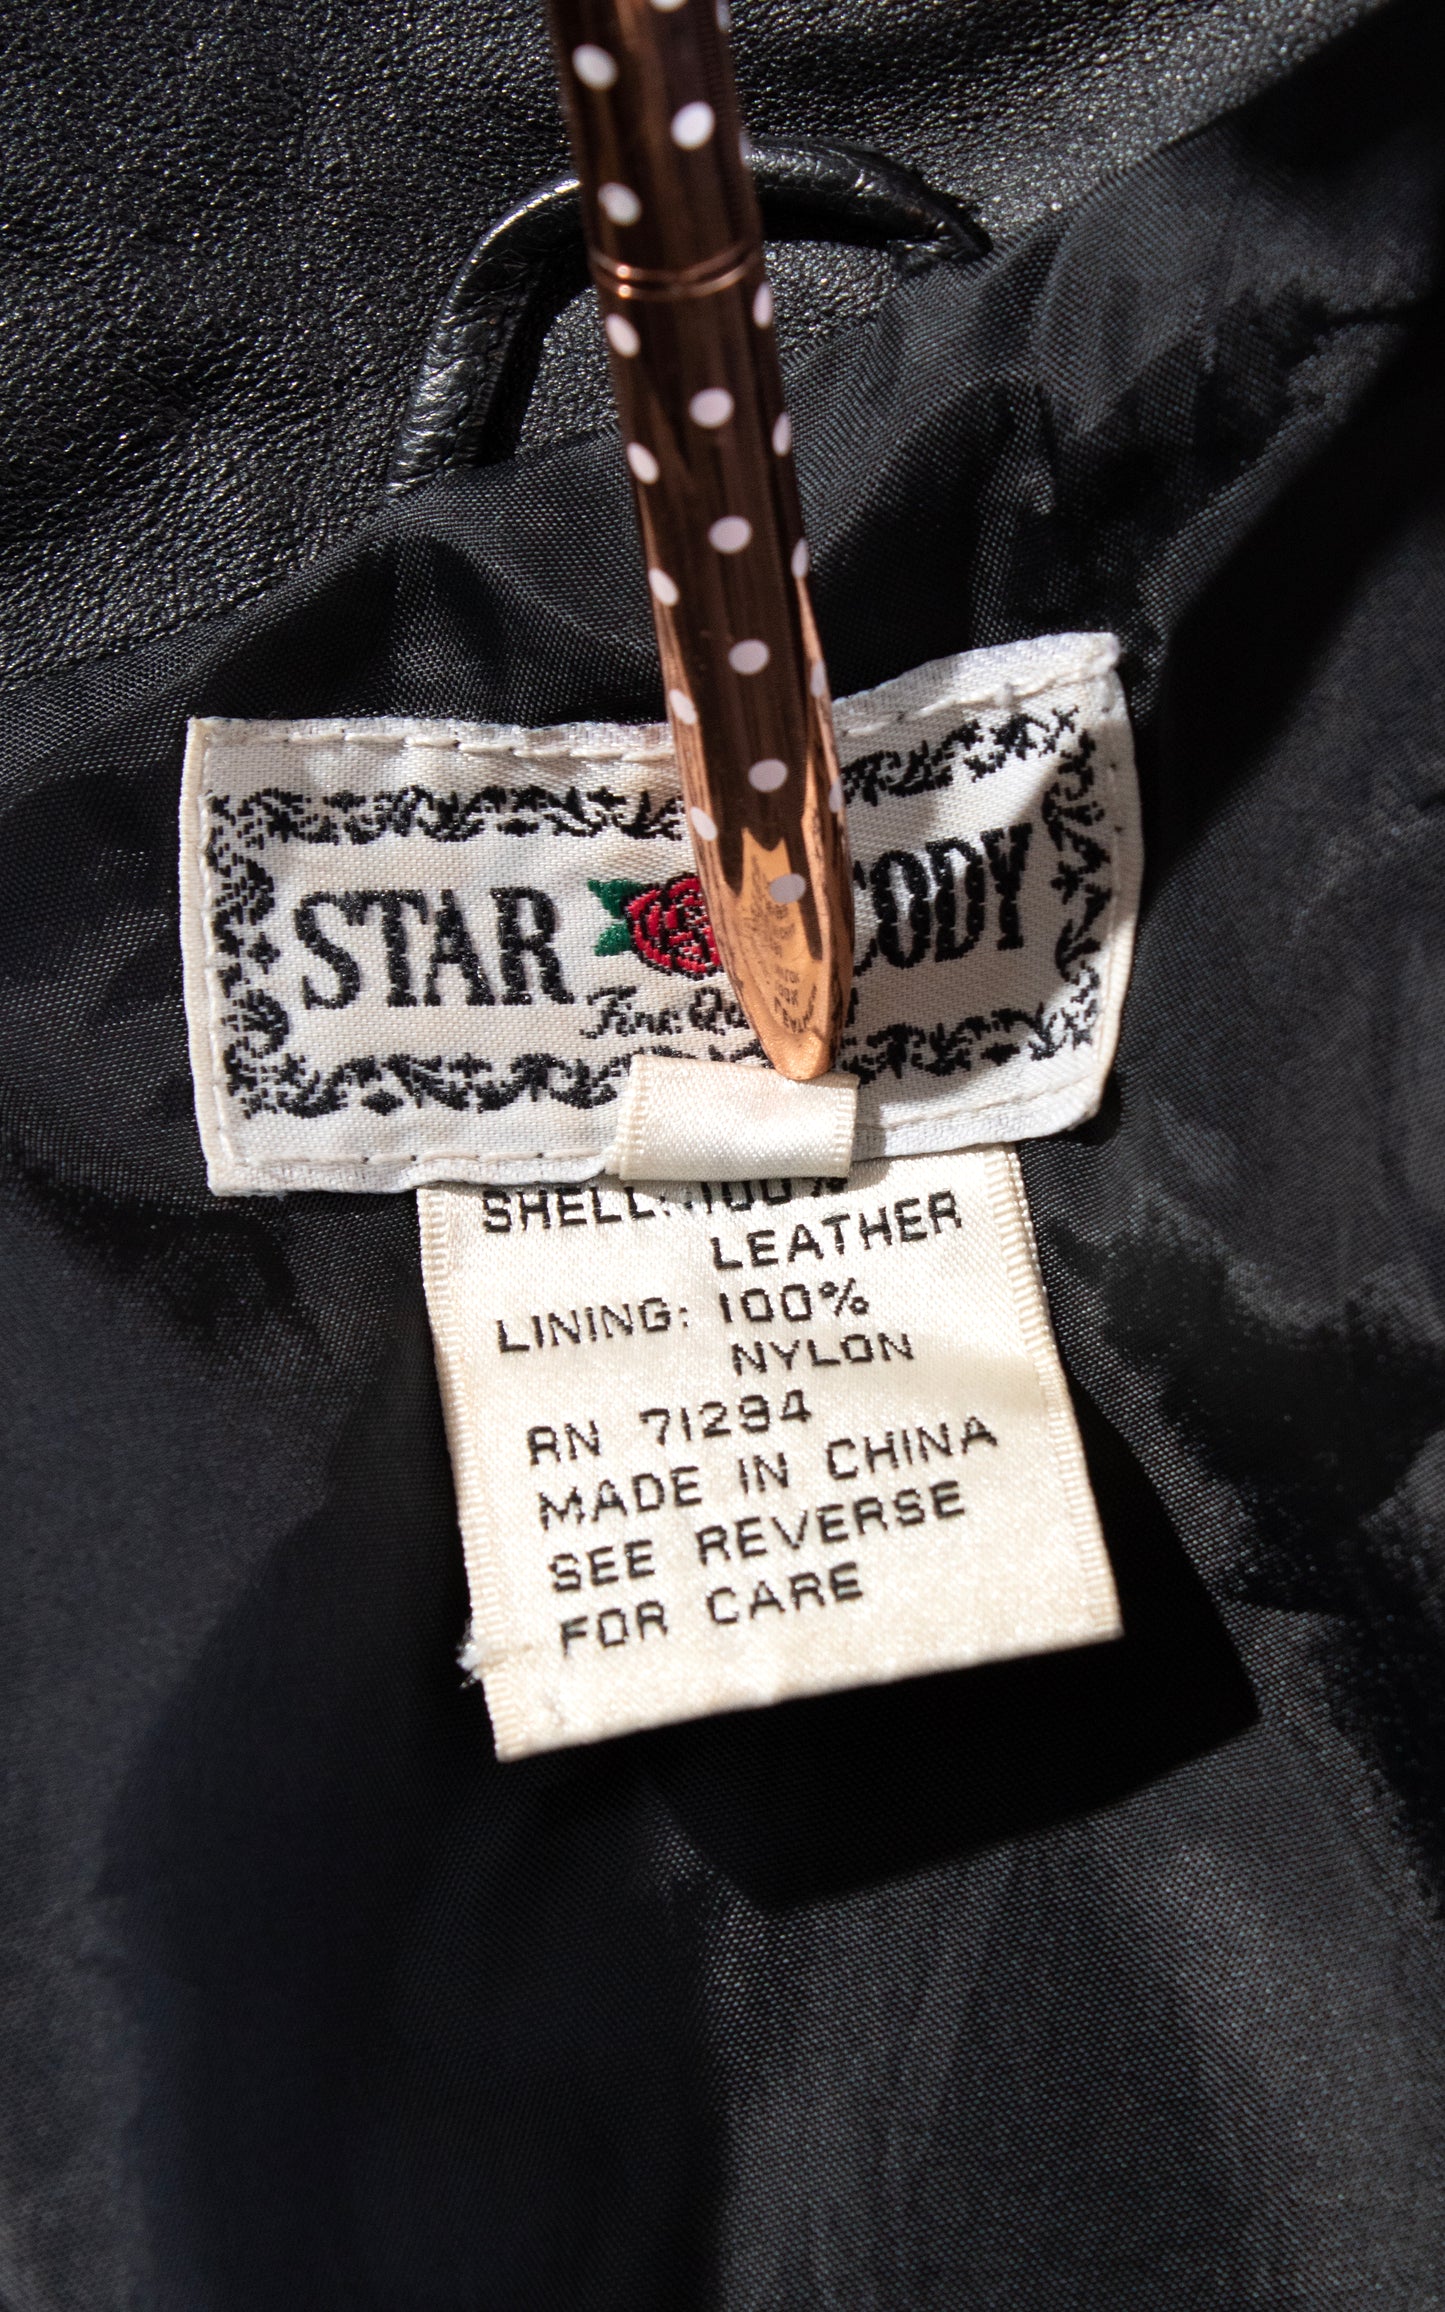 STAR CODY
SHELL: 100%
LEATHER
LINING: 100%
NYLON
RN 71294
MADE IN CHINA
SEE REVERSE
FOR CARE